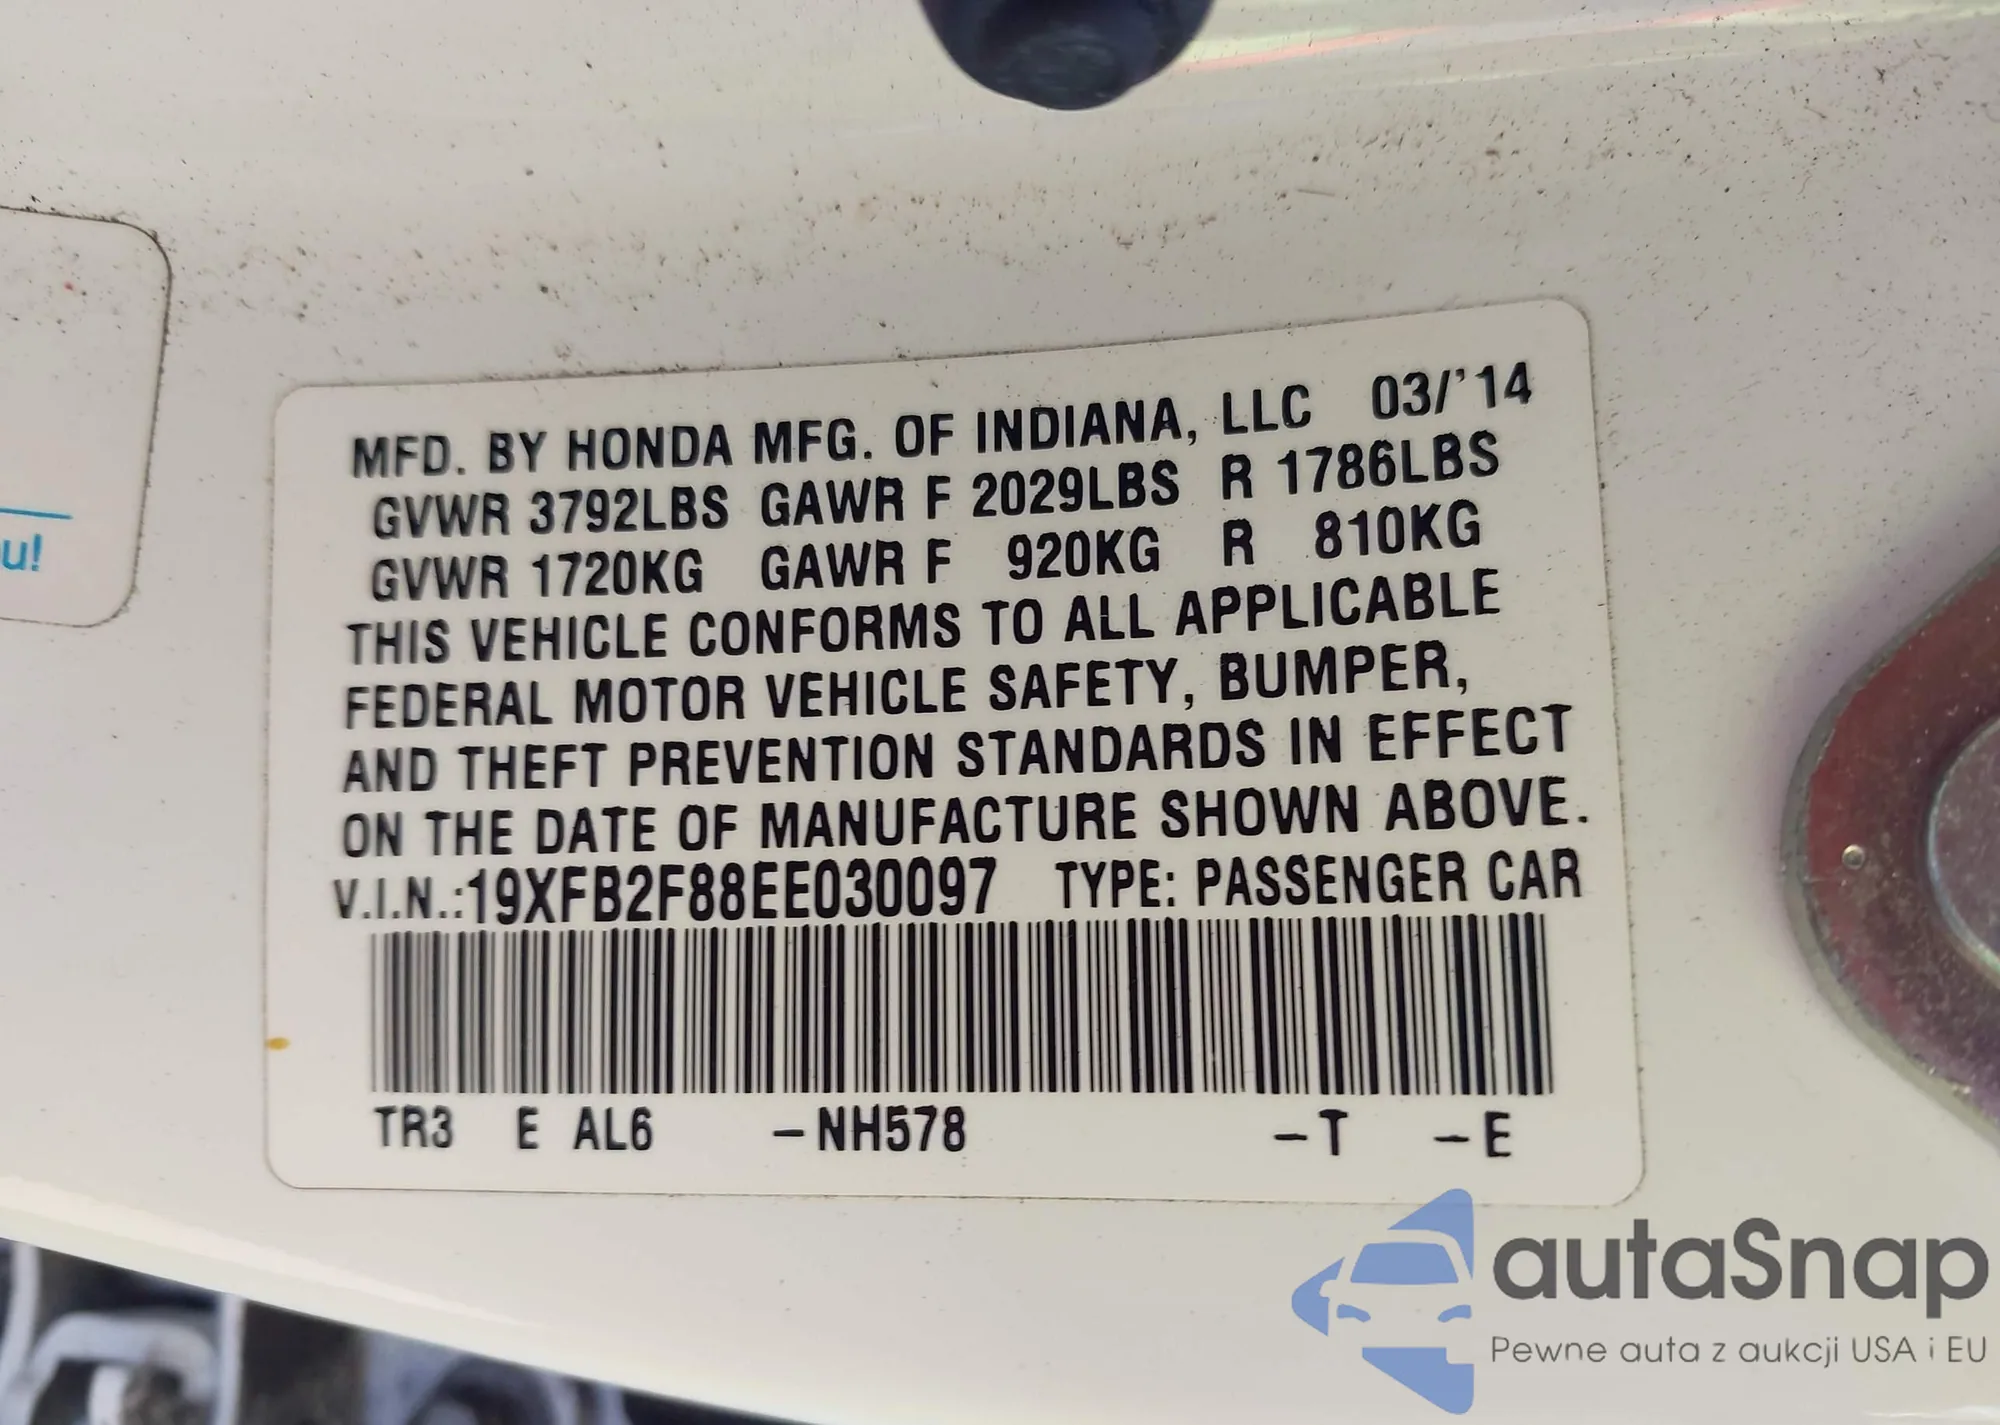 u!
MFD. BY HONDA MFG. OF INDIANA, LLC 03/'14
GVWR 3792LBS GAWR F 2029LBS R 1786LBS
GVWR 1720KG GAWR F 920KG R 810KG
THIS VEHICLE CONFORMS TO ALL APPLICABLE
FEDERAL MOTOR VEHICLE SAFETY, BUMPER,
AND THEFT PREVENTION STANDARDS IN EFFECT
ON THE DATE OF MANUFACTURE SHOWN ABOVE.
V.I.N.:19XFB2F88EE030097 TYPE: PASSENGER CAR
TR3 E AL6 -NH578 -T -E
autaSnap
Pewne auta z aukcji USA i EU